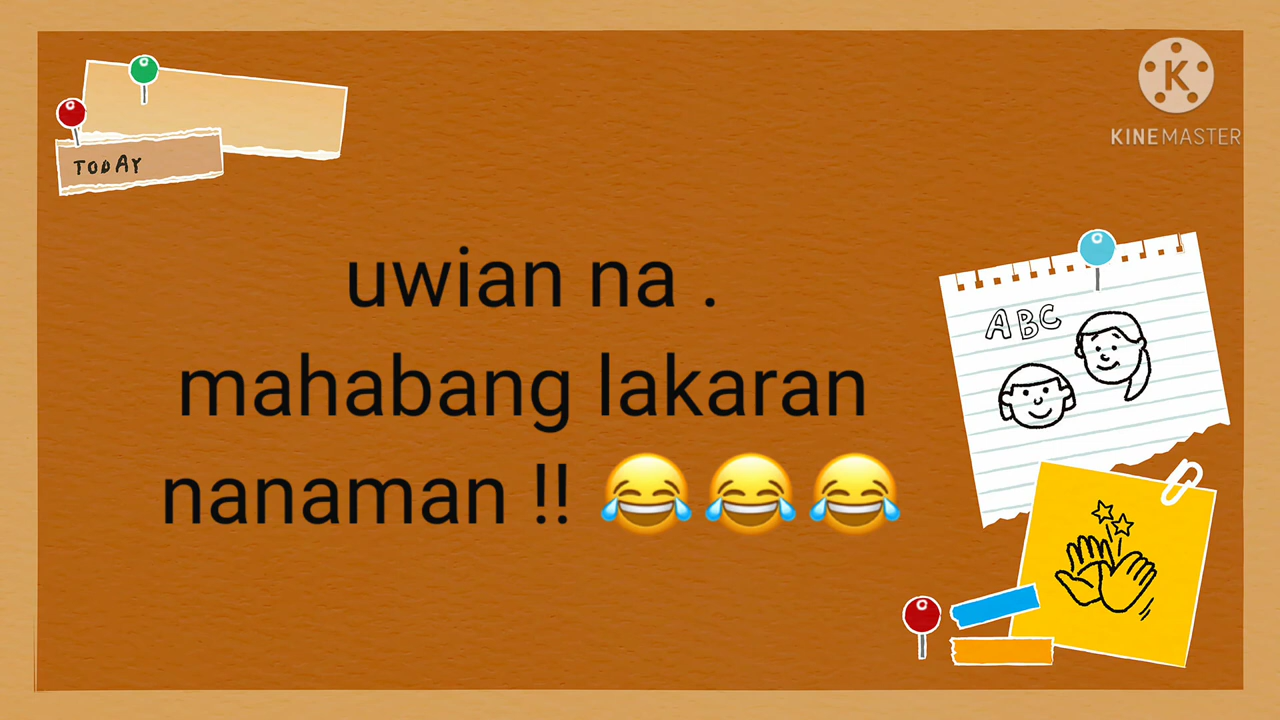 TODAY
KINEMASTER
uwian na .
mahabang lakaran
nanaman !! 😂😂😂
ABC